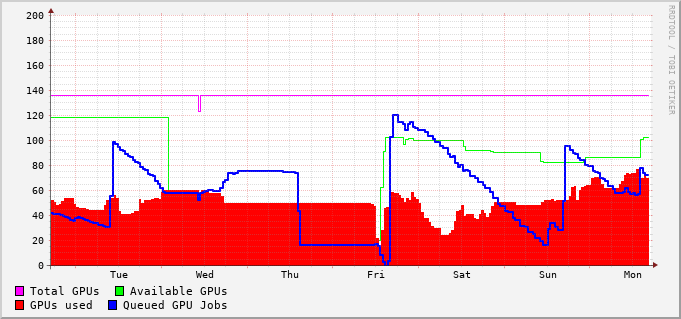 200
180
160
140
120
100
80
60
40
20
0
Tue Wed Thu Fri Sat Sun Mon
Total GPUs Available GPUs
GPUs used Queued GPU Jobs
RRDTOOL / TOBI OETIKER